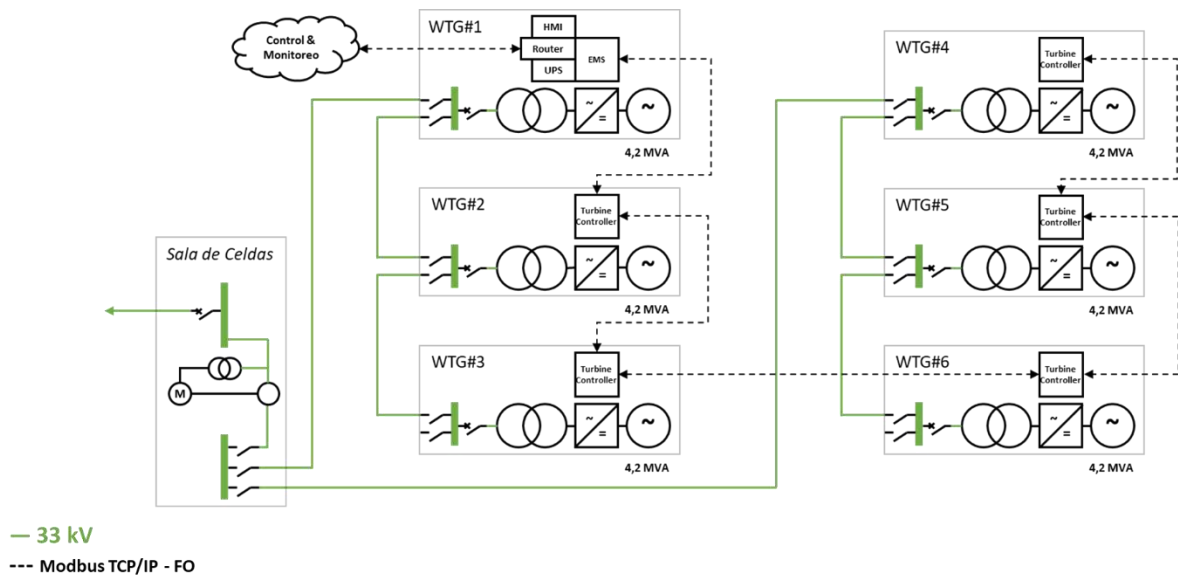 Control &
Monitoreo
WTG#1
HMI
Router
EMS
UPS
~
=
~
4,2 MVA
WTG#2
Turbine
Controller
~
=
~
4,2 MVA
WTG#3
Turbine
Controller
~
=
~
4,2 MVA
WTG#4
Turbine
Controller
~
=
~
4,2 MVA
WTG#5
Turbine
Controller
~
=
~
4,2 MVA
WTG#6
Turbine
Controller
~
=
~
4,2 MVA
Sala de Celdas
M
— 33 kV
--- Modbus TCP/IP - FO